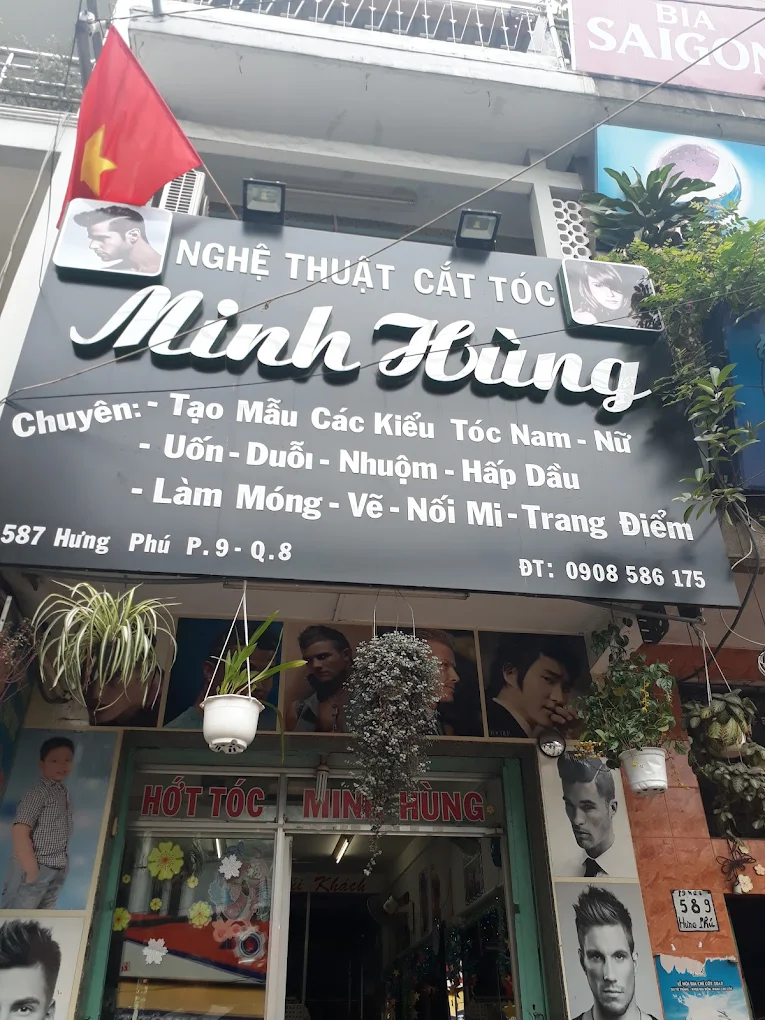 BIA
SAIGON
NGHỆ THUẬT CẮT TÓC
Minh Hùng
Chuyên: - Tạo Mẫu Các Kiểu Tóc Nam - Nữ
- Uốn - Duỗi - Nhuộm - Hấp Dầu
- Làm Móng - Vẽ - Nối Mi - Trang Điểm
587 Hưng Phú P.9 - Q.8
ĐT: 0908 586 175
HỚT TÓC MINH HÙNG
Khách
589
Hưng Phú